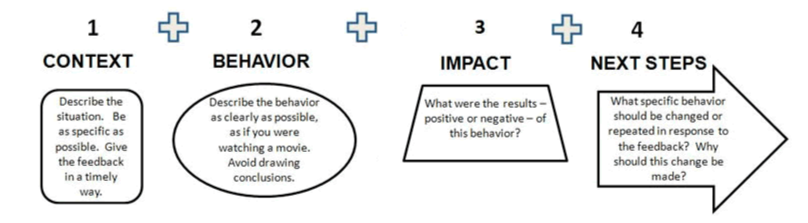 1
CONTEXT
Describe the
situation. Be
as specific as
possible. Give
the feedback
in a timely
way.
2
BEHAVIOR
Describe the behavior
as clearly as possible,
as if you were
watching a movie.
Avoid drawing
conclusions.
3
IMPACT
What were the results –
positive or negative – of
this behavior?
4
NEXT STEPS
What specific behavior
should be changed or
repeated in response to
the feedback? Why
should this change be
made?